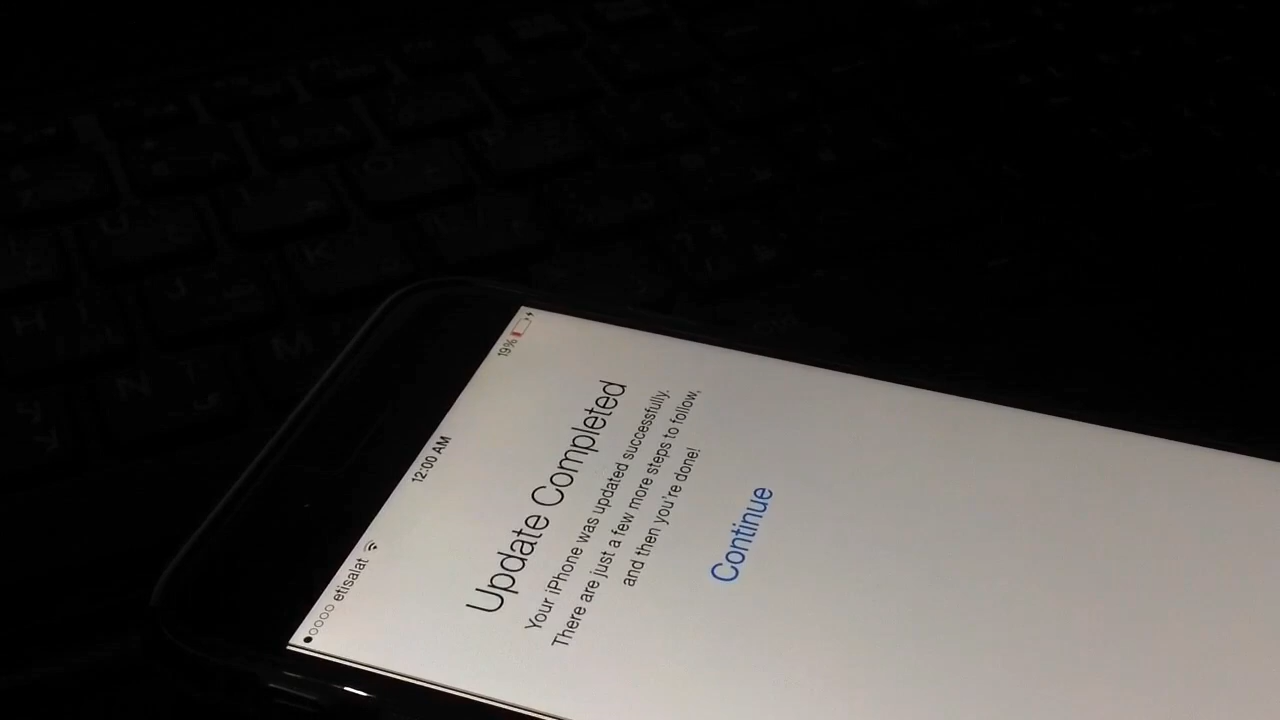 etisalat 12:00 AM 19%
Update Completed
Your iPhone was updated successfully.
There are just a few more steps to follow,
and then you're done!
Continue
K
J
H
M
N